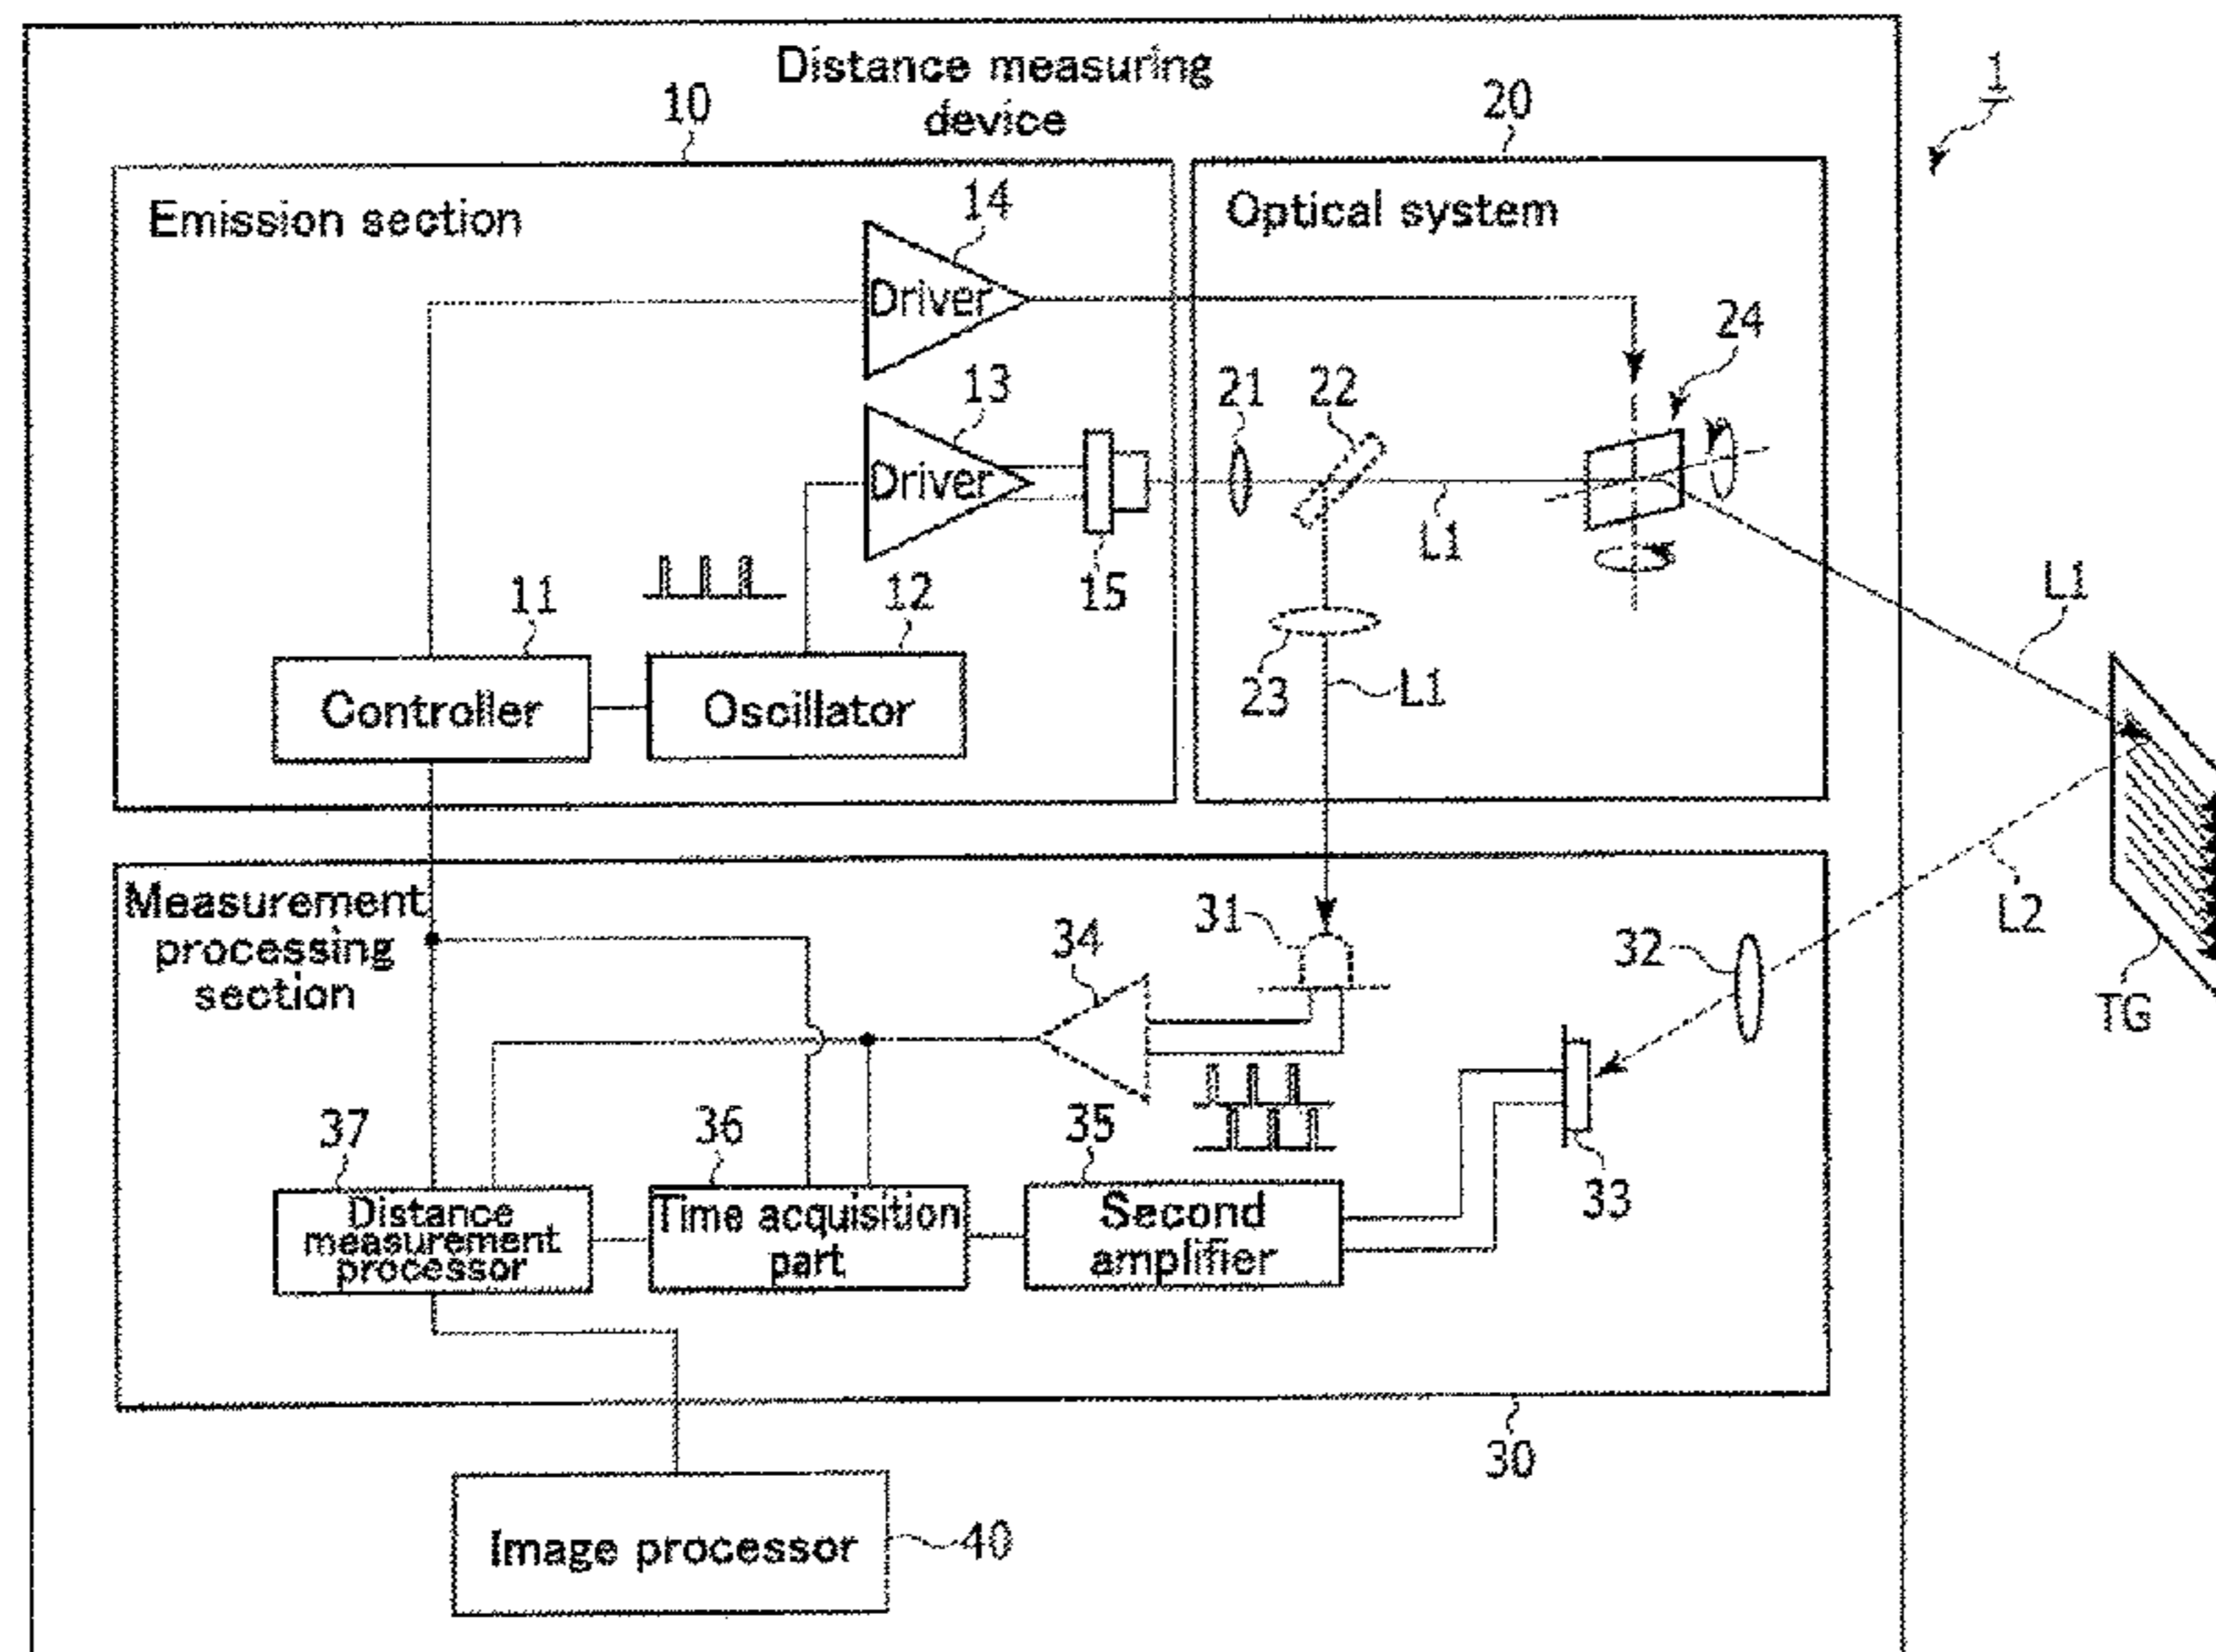 Distance measuring
device
1
10
20
Emission section
Optical system
14
Driver
24
13
Driver
21
22
L1
15
11
12
Controller
Oscillator
23
L1
L1
Measurement
processing
section
34
31
32
L2
TG
37
36
35
33
Distance
measurement
processor
Time acquisition
part
Second
amplifier
30
Image processor
40